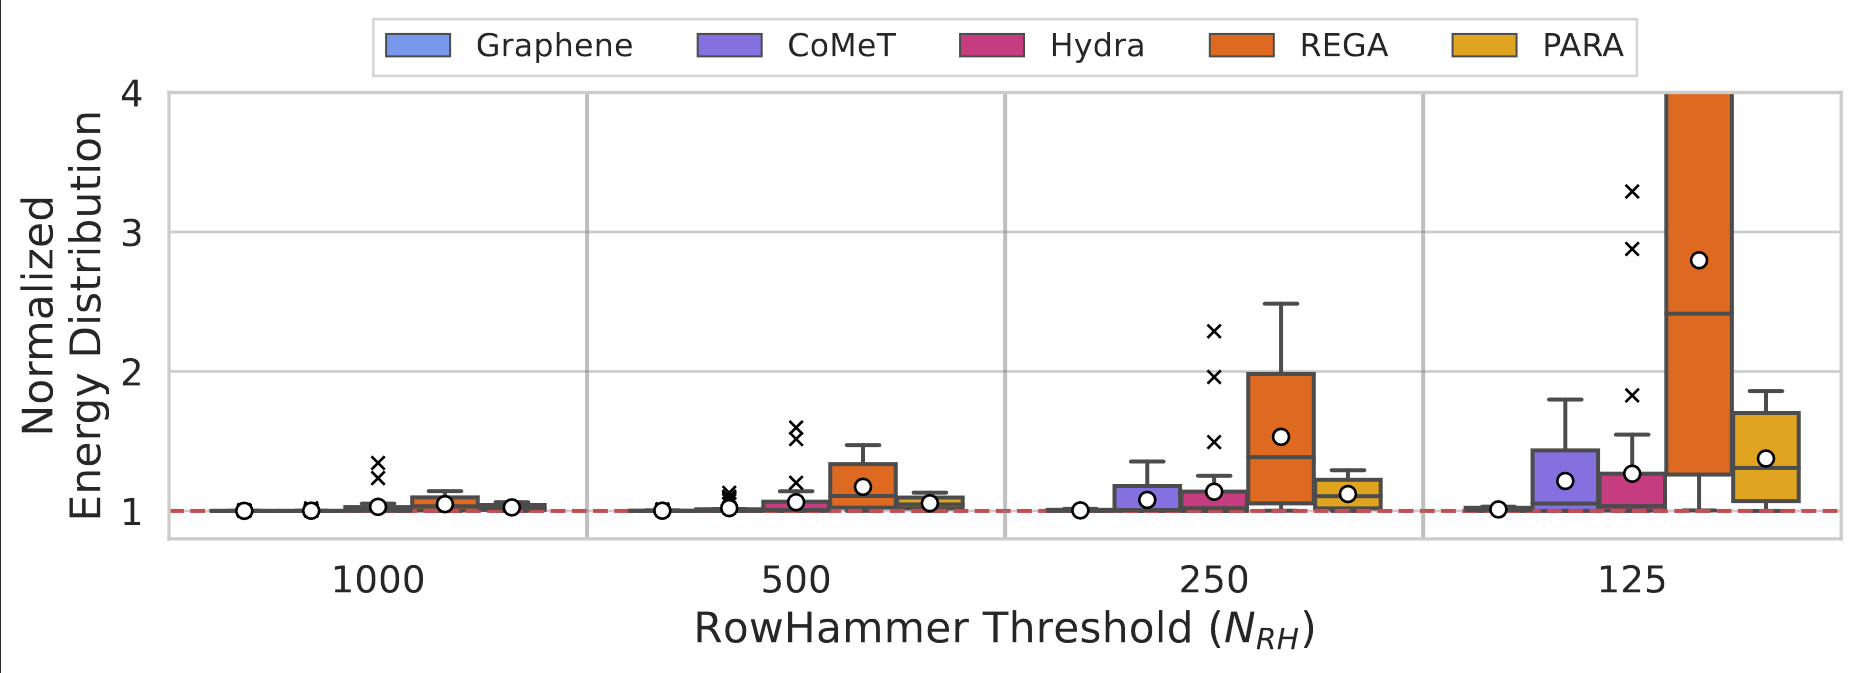 Graphene CoMeT Hydra REGA PARA
Normalized
Energy Distribution
4
3
2
1
1000 500 250 125
RowHammer Threshold (N_RH)